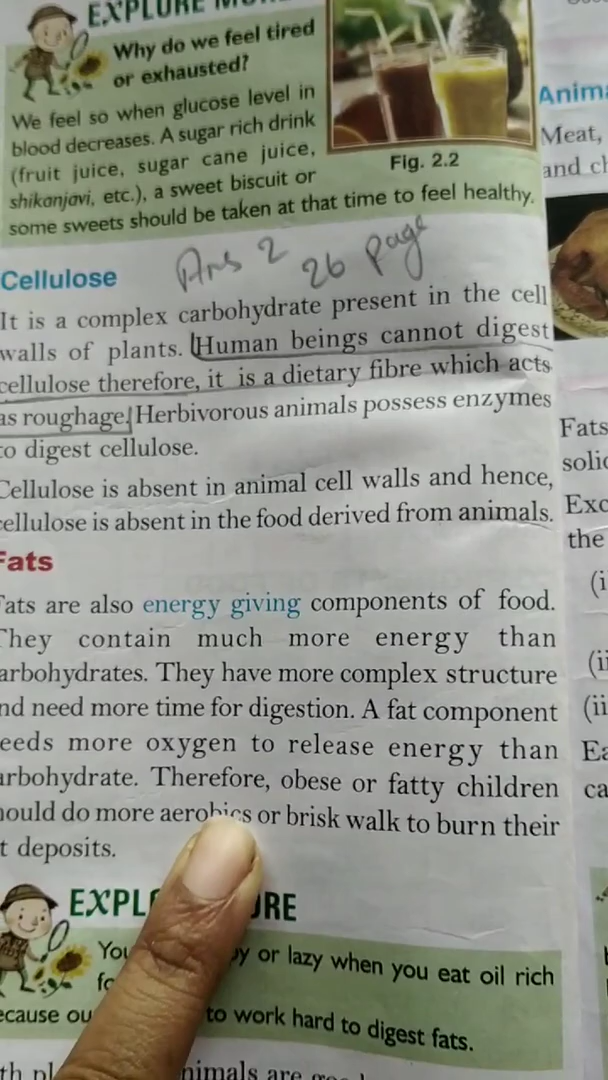 EXPLORE MORE
Why do we feel tired
or exhausted?
We feel so when glucose level in
blood decreases. A sugar rich drink
(fruit juice, sugar cane juice,
shikanjavi, etc.), a sweet biscuit or
some sweets should be taken at that time to feel healthy.
Fig. 2.2
Ans 2
26 page
Cellulose
It is a complex carbohydrate present in the cell
walls of plants. Human beings cannot digest
cellulose therefore, it is a dietary fibre which acts
as roughage. Herbivorous animals possess enzymes
to digest cellulose.
Cellulose is absent in animal cell walls and hence,
cellulose is absent in the food derived from animals.
Fats
Fats are also energy giving components of food.
They contain much more energy than
arbohydrates. They have more complex structure
nd need more time for digestion. A fat component
eeds more oxygen to release energy than
arbohydrate. Therefore, obese or fatty children
hould do more aerobics or brisk walk to burn their
t deposits.
EXPL RE
You y or lazy when you eat oil rich
fo
ecause ou to work hard to digest fats.
nimals are
Anima
Meat,
and ch
Fats
solid
Exc
the
(i
(ii
(ii
Ea
ca